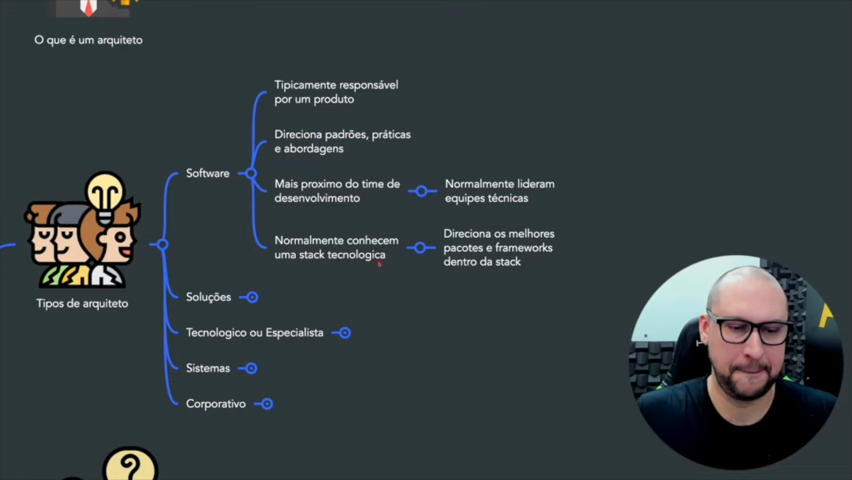 O que é um arquiteto
Tipicamente responsável
por um produto
Direciona padrões, práticas
e abordagens
Software
Mais proximo do time de
desenvolvimento
Normalmente lideram
equipes técnicas
Normalmente conhecem
uma stack tecnologica
Direciona os melhores
pacotes e frameworks
dentro da stack
Tipos de arquiteto
Soluções
Tecnologico ou Especialista
Sistemas
Corporativo
?